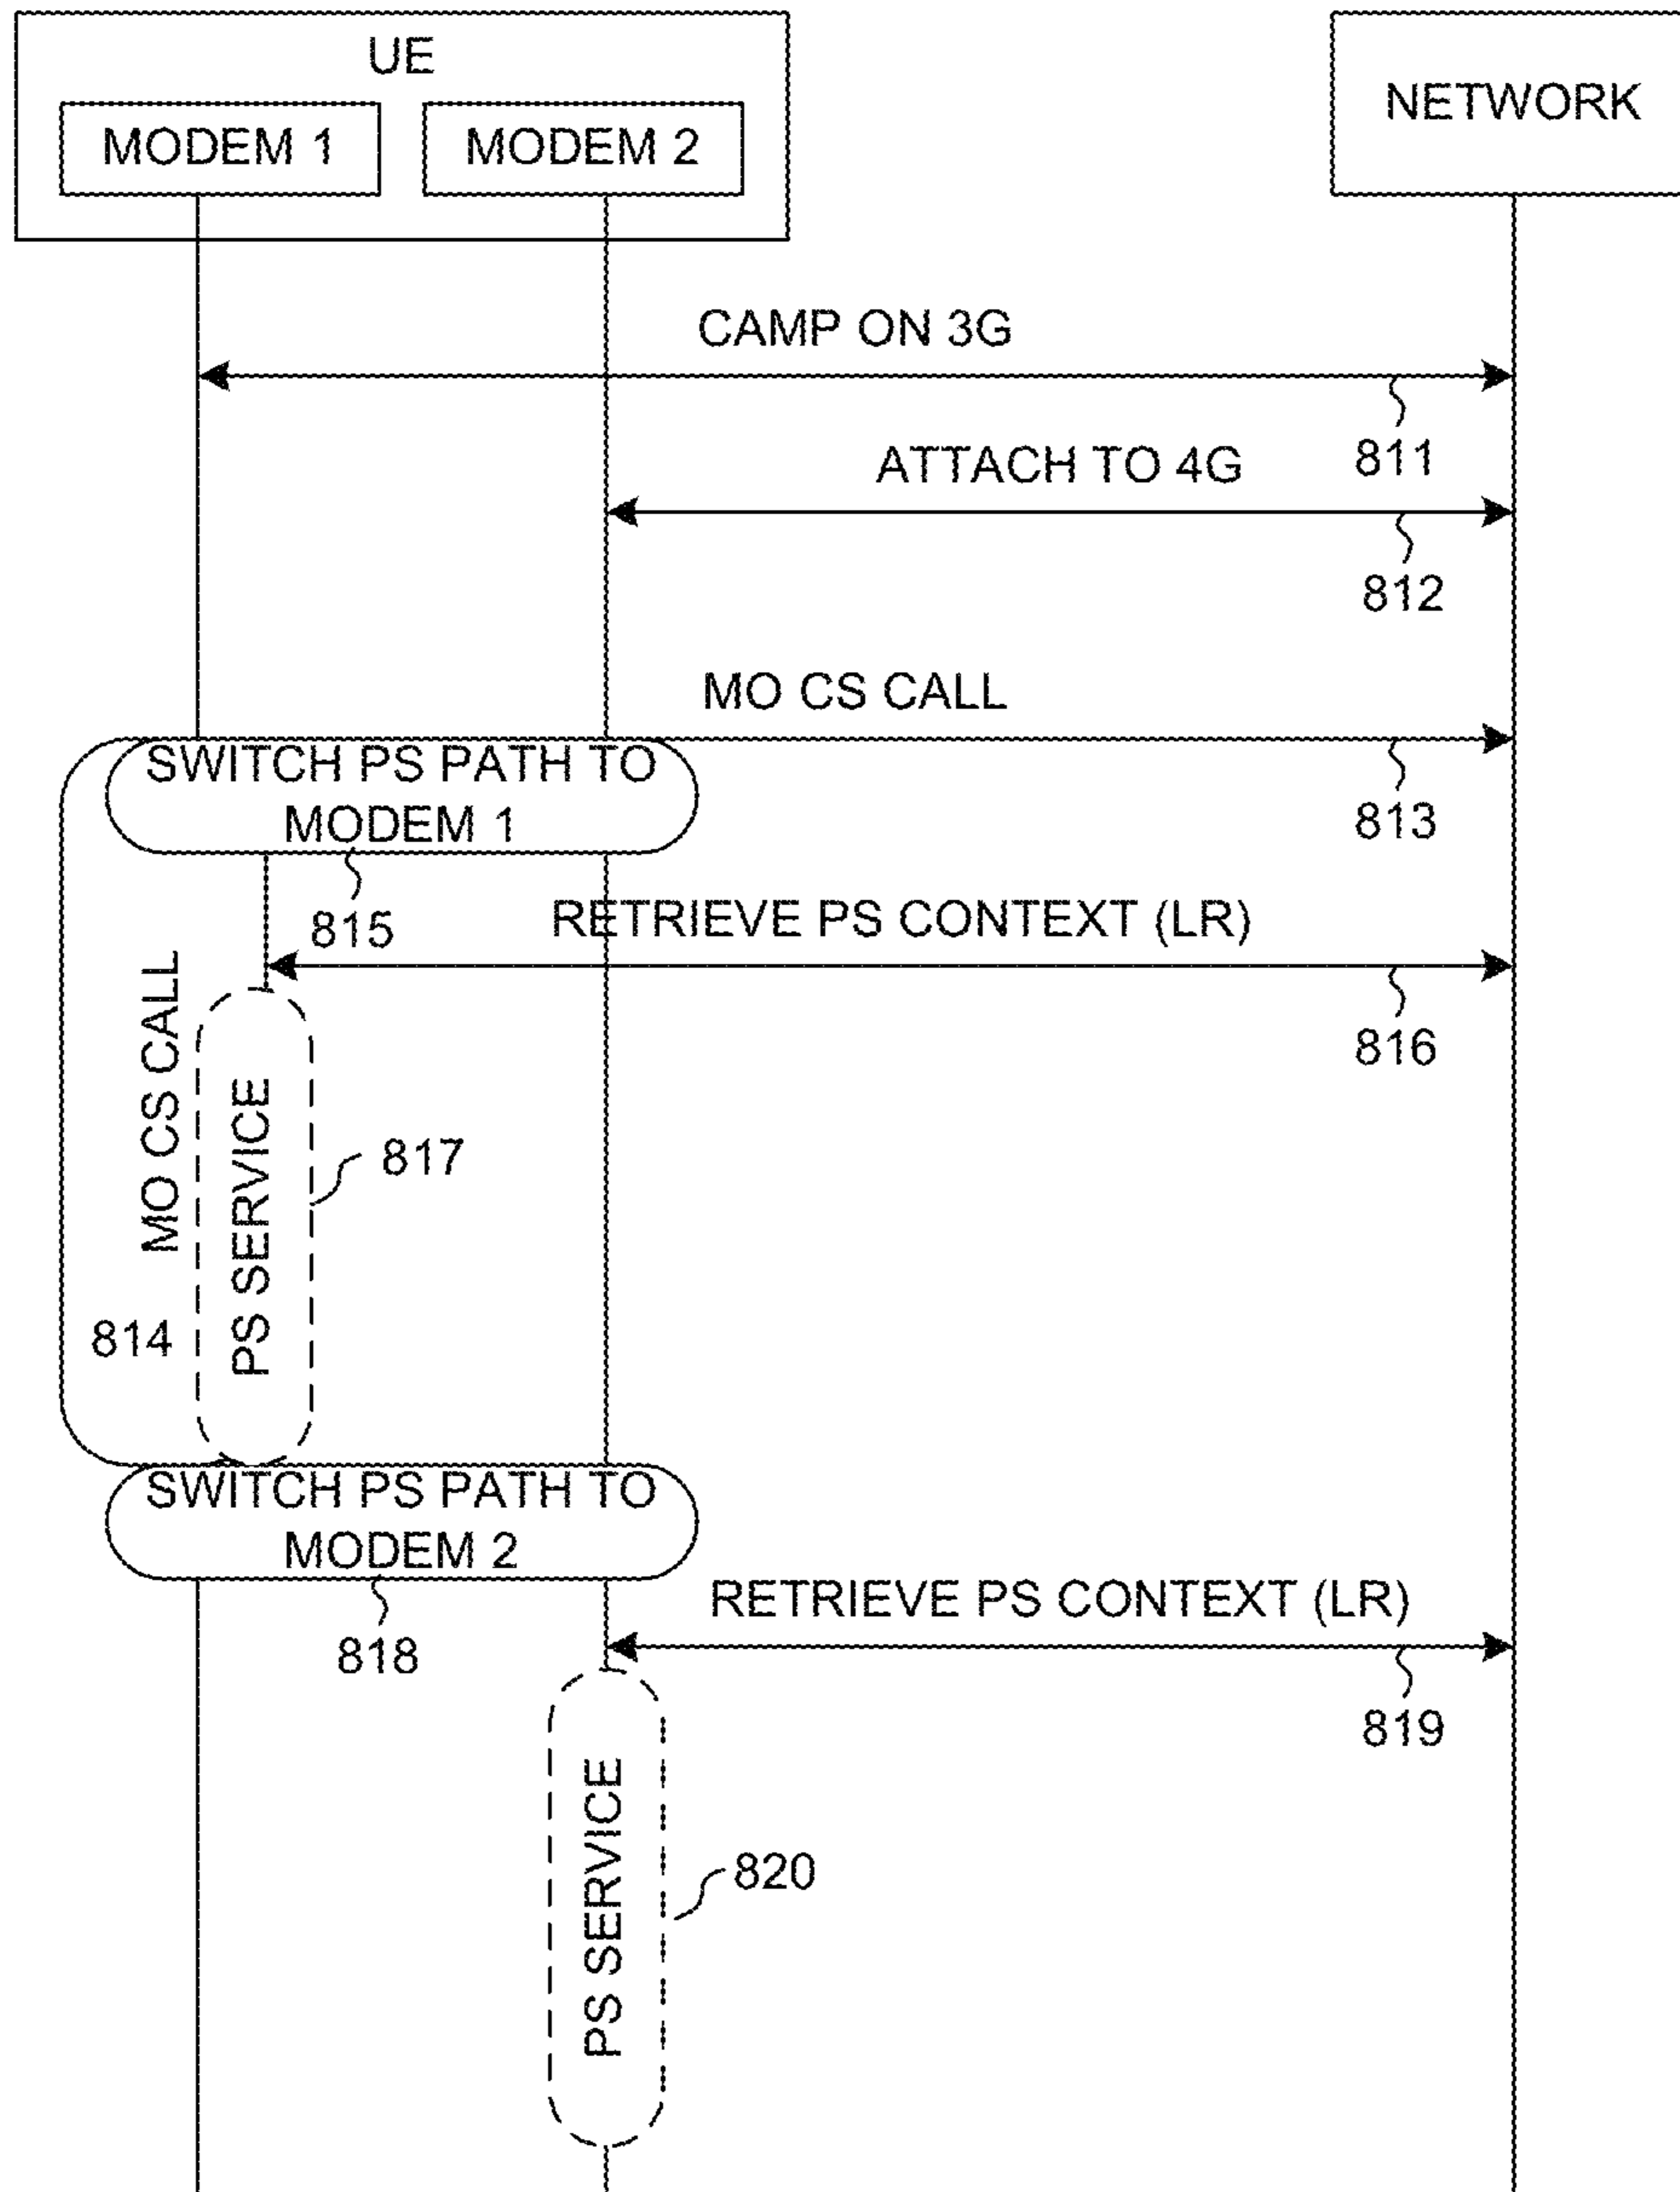 UE
MODEM 1
MODEM 2
NETWORK
CAMP ON 3G
811
ATTACH TO 4G
812
MO CS CALL
813
SWITCH PS PATH TO
MODEM 1
815
RETRIEVE PS CONTEXT (LR)
816
MO CS CALL
814
PS SERVICE
817
SWITCH PS PATH TO
MODEM 2
818
RETRIEVE PS CONTEXT (LR)
819
PS SERVICE
820